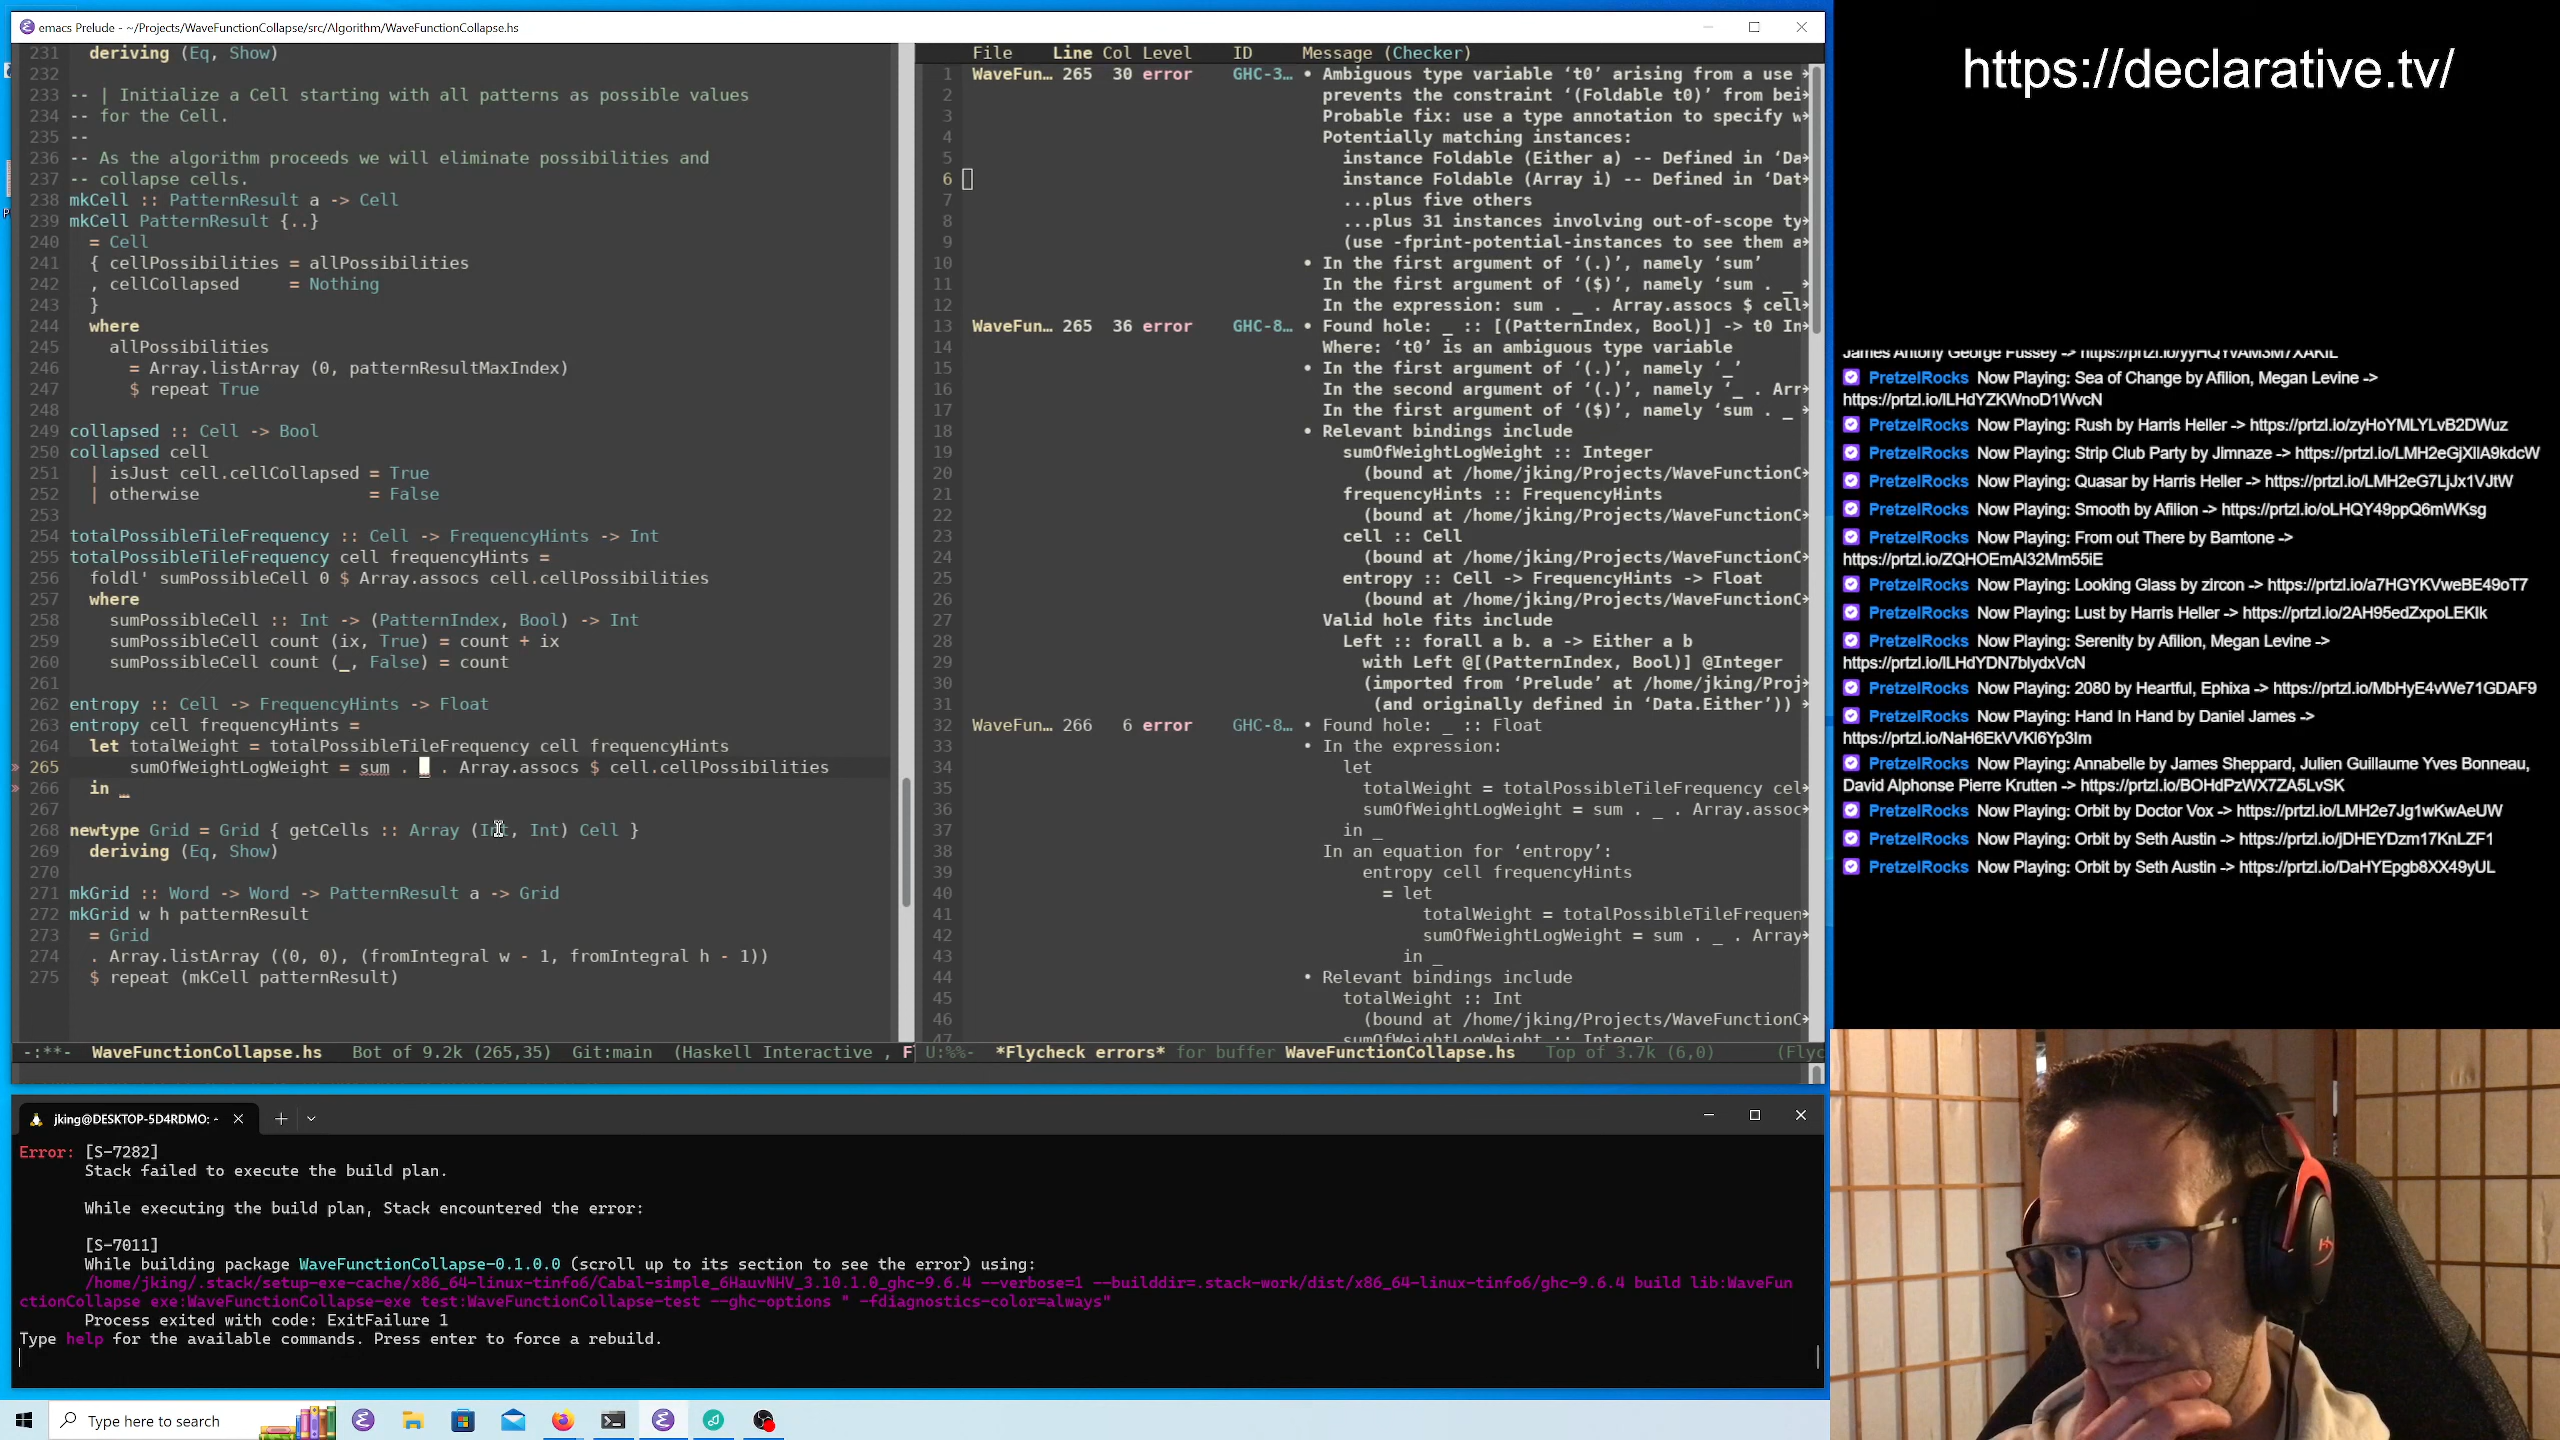 emacs Prelude - ~/Projects/WaveFunctionCollapse/src/Algorithm/WaveFunctionCollapse.hs
231   deriving (Eq, Show)
232
233 -- | Initialize a Cell starting with all patterns as possible values
234 -- for the Cell.
235 --
236 -- As the algorithm proceeds we will eliminate possibilities and
237 -- collapse cells.
238 mkCell :: PatternResult a -> Cell
239 mkCell PatternResult {..}
240   = Cell
241   { cellPossibilities = allPossibilities
242   , cellCollapsed     = Nothing
243   }
244   where
245     allPossibilities
246       = Array.listArray (0, patternResultMaxIndex)
247       $ repeat True
248
249 collapsed :: Cell -> Bool
250 collapsed cell
251   | isJust cell.cellCollapsed = True
252   | otherwise                 = False
253
254 totalPossibleTileFrequency :: Cell -> FrequencyHints -> Int
255 totalPossibleTileFrequency cell frequencyHints =
256   foldl' sumPossibleCell 0 $ Array.assocs cell.cellPossibilities
257   where
258     sumPossibleCell :: Int -> (PatternIndex, Bool) -> Int
259     sumPossibleCell count (ix, True) = count + ix
260     sumPossibleCell count (_, False) = count
261
262 entropy :: Cell -> FrequencyHints -> Float
263 entropy cell frequencyHints =
264   let totalWeight = totalPossibleTileFrequency cell frequencyHints
265       sumOfWeightLogWeight = sum . _ . Array.assocs $ cell.cellPossibilities
266   in _
267
268 newtype Grid = Grid { getCells :: Array (Int, Int) Cell }
269   deriving (Eq, Show)
270
271 mkGrid :: Word -> Word -> PatternResult a -> Grid
272 mkGrid w h patternResult
273   = Grid
274   . Array.listArray ((0, 0), (fromIntegral w - 1, fromIntegral h - 1))
275   $ repeat (mkCell patternResult)
-:**-  WaveFunctionCollapse.hs   Bot of 9.2k (265,35)   Git:main  (Haskell Interactive , F
File Line Col Level ID Message (Checker)
1 WaveFun… 265 30 error GHC-3… • Ambiguous type variable ‘t0’ arising from a use
2 prevents the constraint ‘(Foldable t0)’ from bei
3 Probable fix: use a type annotation to specify w
4 Potentially matching instances:
5 instance Foldable (Either a) -- Defined in ‘Da
6 instance Foldable (Array i) -- Defined in ‘Dat
7 ...plus five others
8 ...plus 31 instances involving out-of-scope ty
9 (use -fprint-potential-instances to see them a
10 • In the first argument of ‘(.)’, namely ‘sum’
11 In the first argument of ‘($)’, namely ‘sum . _
12 In the expression: sum . _ . Array.assocs $ cell
13 WaveFun… 265 36 error GHC-8… • Found hole: _ :: [(PatternIndex, Bool)] -> t0 In
14 Where: ‘t0’ is an ambiguous type variable
15 • In the first argument of ‘(.)’, namely ‘_’
16 In the second argument of ‘(.)’, namely ‘_ . Arr
17 In the first argument of ‘($)’, namely ‘sum . _
18 • Relevant bindings include
19 sumOfWeightLogWeight :: Integer
20 (bound at /home/jking/Projects/WaveFunctionC
21 frequencyHints :: FrequencyHints
22 (bound at /home/jking/Projects/WaveFunctionC
23 cell :: Cell
24 (bound at /home/jking/Projects/WaveFunctionC
25 entropy :: Cell -> FrequencyHints -> Float
26 (bound at /home/jking/Projects/WaveFunctionC
27 Valid hole fits include
28 Left :: forall a b. a -> Either a b
29 with Left @[(PatternIndex, Bool)] @Integer
30 (imported from ‘Prelude’ at /home/jking/Proj
31 (and originally defined in ‘Data.Either’))
32 WaveFun… 266 6 error GHC-8… • Found hole: _ :: Float
33 • In the expression:
34 let
35 totalWeight = totalPossibleTileFrequency cel
36 sumOfWeightLogWeight = sum . _ . Array.assoc
37 in _
38 In an equation for ‘entropy’:
39 entropy cell frequencyHints
40 = let
41 totalWeight = totalPossibleTileFrequen
42 sumOfWeightLogWeight = sum . _ . Array
43 in _
44 • Relevant bindings include
45 totalWeight :: Int
46 (bound at /home/jking/Projects/WaveFunctionC
U:%%-  *Flycheck errors* for buffer WaveFunctionCollapse.hs   Top of 3.7k (6,0)      (Flyc
jking@DESKTOP-5D4RDMO: -
Error: [S-7282]
Stack failed to execute the build plan.
While executing the build plan, Stack encountered the error:
[S-7011]
While building package WaveFunctionCollapse-0.1.0.0 (scroll up to its section to see the error) using:
/home/jking/.stack/setup-exe-cache/x86_64-linux-tinfo6/Cabal-simple_6HauvNHV_3.10.1.0_ghc-9.6.4 --verbose=1 --builddir=.stack-work/dist/x86_64-linux-tinfo6/ghc-9.6.4 build lib:WaveFun
ctionCollapse exe:WaveFunctionCollapse-exe test:WaveFunctionCollapse-test --ghc-options " -fdiagnostics-color=always"
Process exited with code: ExitFailure 1
Type help for the available commands. Press enter to force a rebuild.
Type here to search
https://declarative.tv/
James Antony George Fussey -> https://prtzl.io/yyHQYVAM3M7XAKlL
PretzelRocks Now Playing: Sea of Change by Afilion, Megan Levine ->
https://prtzl.io/lLHdYZKWnoD1WvcN
PretzelRocks Now Playing: Rush by Harris Heller -> https://prtzl.io/zyHoYMLYLvB2DWuz
PretzelRocks Now Playing: Strip Club Party by Jimnaze -> https://prtzl.io/LMH2eGjXllA9kdcW
PretzelRocks Now Playing: Quasar by Harris Heller -> https://prtzl.io/LMH2eG7LjJx1VJtW
PretzelRocks Now Playing: Smooth by Afilion -> https://prtzl.io/oLHQY49ppQ6mWKsg
PretzelRocks Now Playing: From out There by Bamtone ->
https://prtzl.io/ZQHOEmAl32Mm55iE
PretzelRocks Now Playing: Looking Glass by zircon -> https://prtzl.io/a7HGYKVweBE49oT7
PretzelRocks Now Playing: Lust by Harris Heller -> https://prtzl.io/2AH95edZxpoLEKlk
PretzelRocks Now Playing: Serenity by Afilion, Megan Levine ->
https://prtzl.io/lLHdYDN7blydxVcN
PretzelRocks Now Playing: 2080 by Heartful, Ephixa -> https://prtzl.io/MbHyE4vWe71GDAF9
PretzelRocks Now Playing: Hand In Hand by Daniel James ->
https://prtzl.io/NaH6EkVVKl6Yp3Im
PretzelRocks Now Playing: Annabelle by James Sheppard, Julien Guillaume Yves Bonneau,
David Alphonse Pierre Krutten -> https://prtzl.io/BOHdPzWX7ZA5LvSK
PretzelRocks Now Playing: Orbit by Doctor Vox -> https://prtzl.io/LMH2e7Jg1wKwAeUW
PretzelRocks Now Playing: Orbit by Seth Austin -> https://prtzl.io/jDHEYDzm17KnLZF1
PretzelRocks Now Playing: Orbit by Seth Austin -> https://prtzl.io/DaHYEpgb8XX49yUL